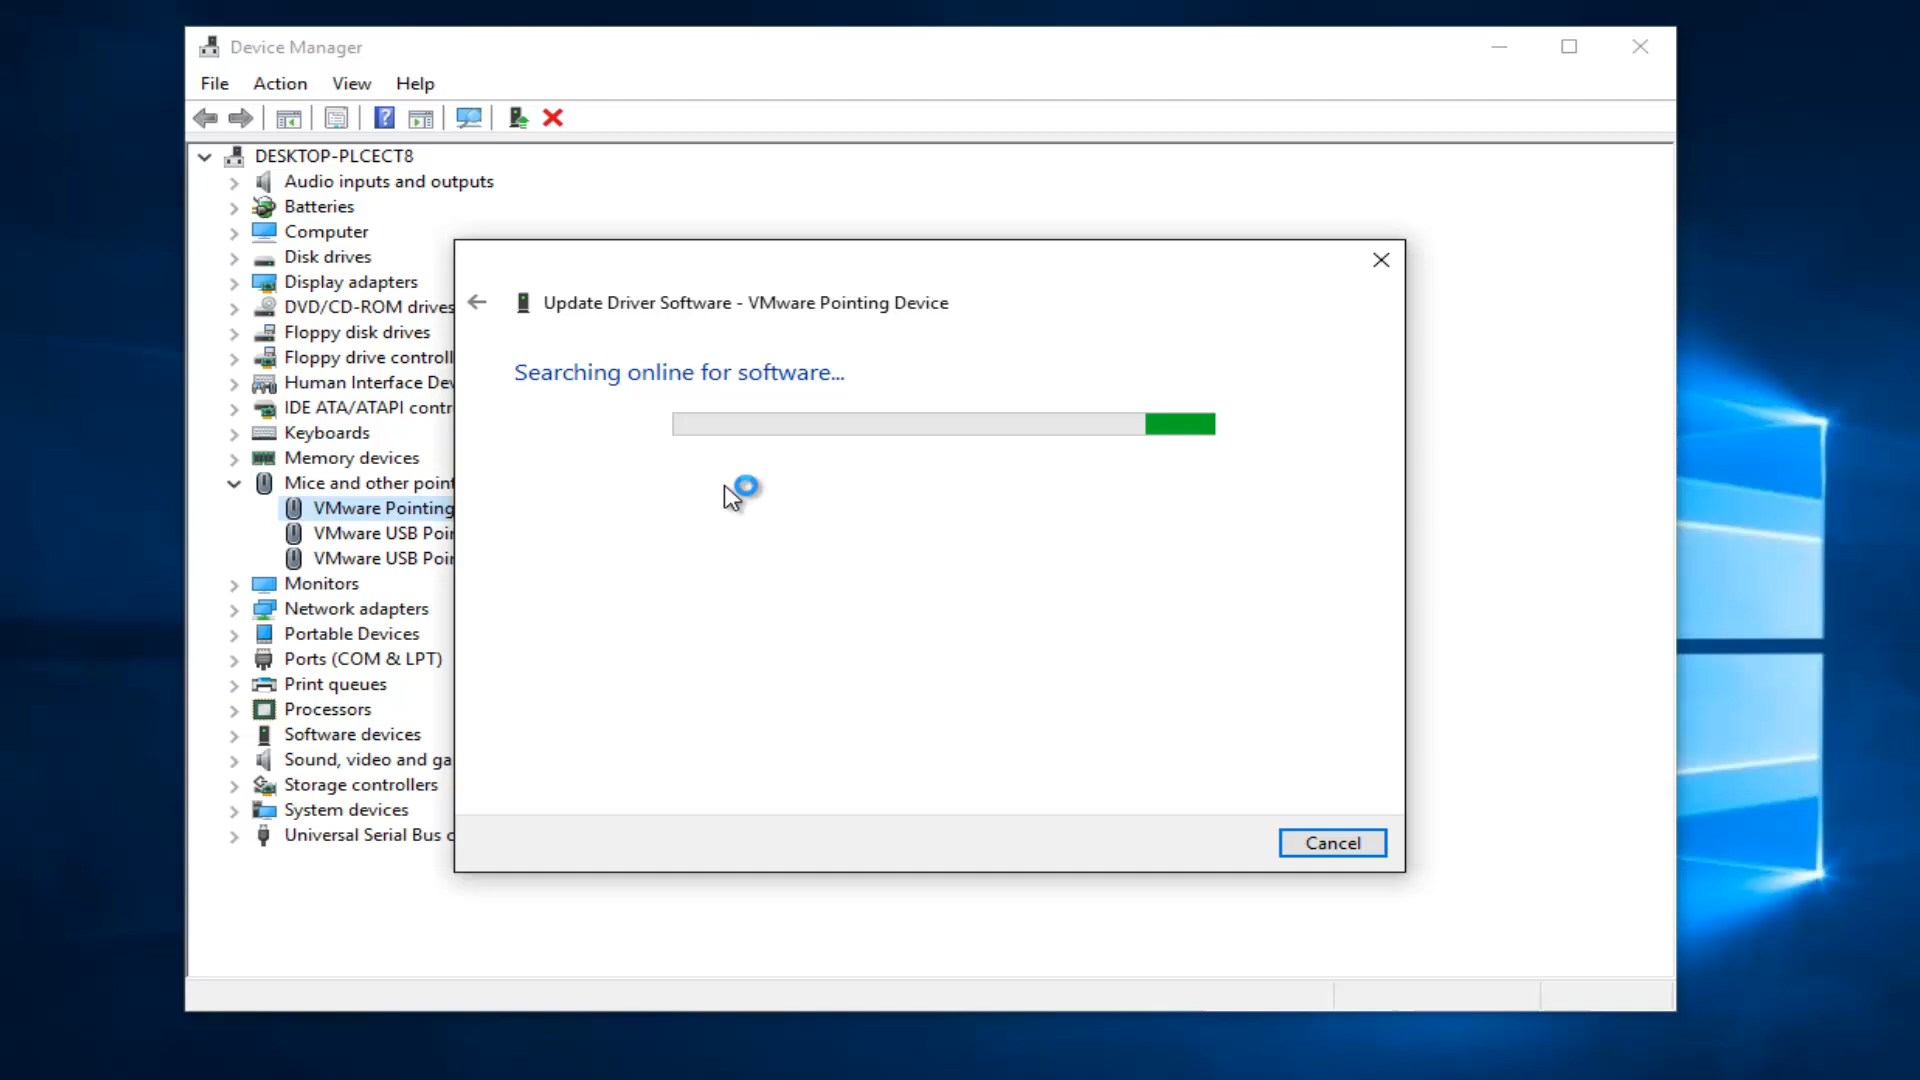 Device Manager
File Action View Help
DESKTOP-PLCECT8
Audio inputs and outputs
Batteries
Computer
Disk drives
Display adapters
DVD/CD-ROM drives
Floppy disk drives
Floppy drive controll
Human Interface Dev
IDE ATA/ATAPI contr
Keyboards
Memory devices
Mice and other point
VMware Pointing
VMware USB Poin
VMware USB Poin
Monitors
Network adapters
Portable Devices
Ports (COM & LPT)
Print queues
Processors
Software devices
Sound, video and ga
Storage controllers
System devices
Universal Serial Bus c
Update Driver Software - VMware Pointing Device
Searching online for software...
Cancel